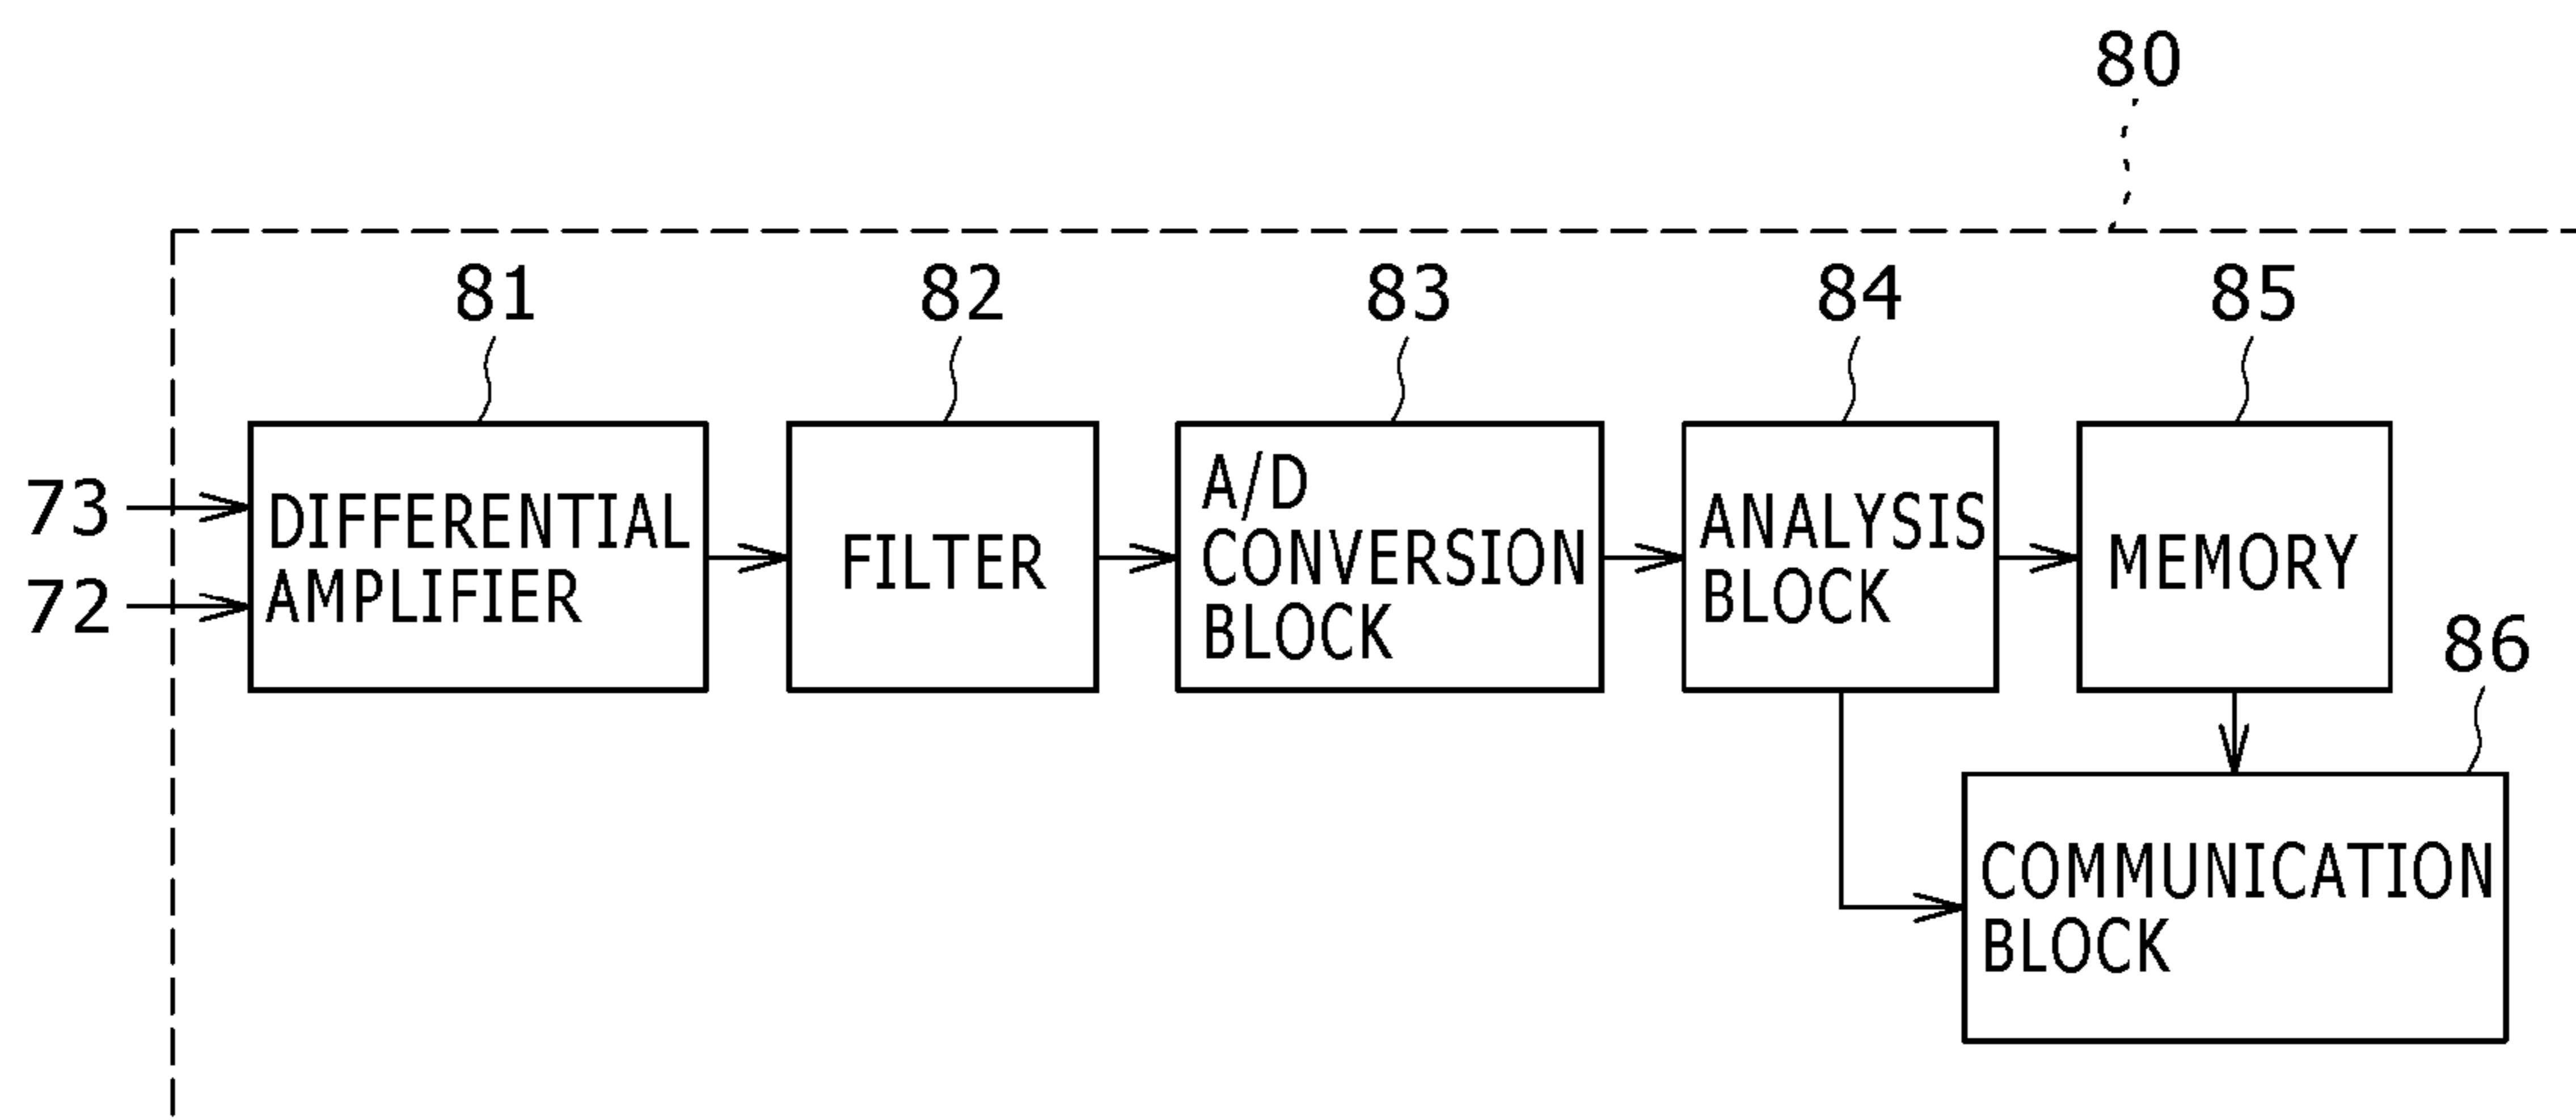 80
81
82
83
84
85
73
72
DIFFERENTIAL
AMPLIFIER
FILTER
A/D
CONVERSION
BLOCK
ANALYSIS
BLOCK
MEMORY
86
COMMUNICATION
BLOCK